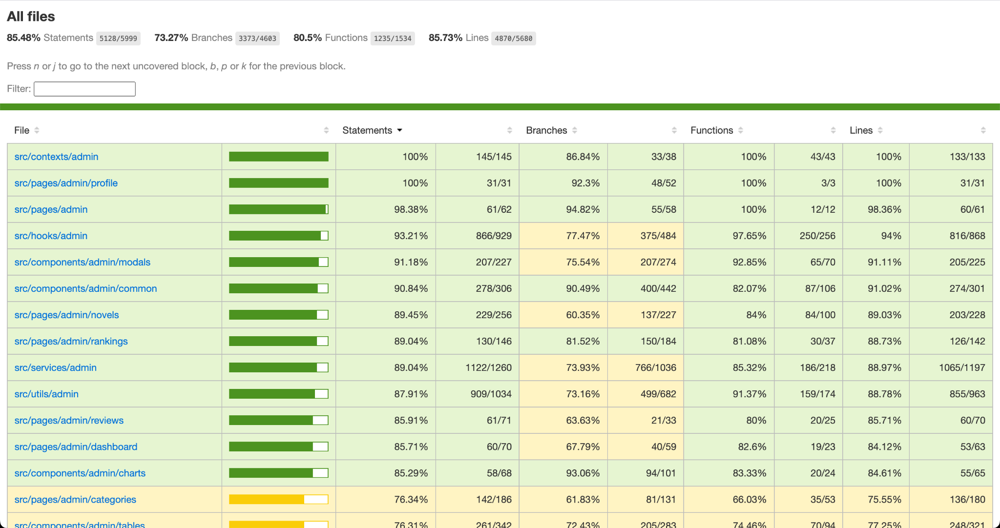 All files
85.48% Statements 5128/5999 73.27% Branches 3373/4603 80.5% Functions 1235/1534 85.73% Lines 4870/5680
Press n or j to go to the next uncovered block, b, p or k for the previous block.
Filter:
File Statements Branches Functions Lines
src/contexts/admin 100% 145/145 86.84% 33/38 100% 43/43 100% 133/133
src/pages/admin/profile 100% 31/31 92.3% 48/52 100% 3/3 100% 31/31
src/pages/admin 98.38% 61/62 94.82% 55/58 100% 12/12 98.36% 60/61
src/hooks/admin 93.21% 866/929 77.47% 375/484 97.65% 250/256 94% 816/868
src/components/admin/modals 91.18% 207/227 75.54% 207/274 92.85% 65/70 91.11% 205/225
src/components/admin/common 90.84% 278/306 90.49% 400/442 82.07% 87/106 91.02% 274/301
src/pages/admin/novels 89.45% 229/256 60.35% 137/227 84% 84/100 89.03% 203/228
src/pages/admin/rankings 89.04% 130/146 81.52% 150/184 81.08% 30/37 88.73% 126/142
src/services/admin 89.04% 1122/1260 73.93% 766/1036 85.32% 186/218 88.97% 1065/1197
src/utils/admin 87.91% 909/1034 73.16% 499/682 91.37% 159/174 88.78% 855/963
src/pages/admin/reviews 85.91% 61/71 63.63% 21/33 80% 20/25 85.71% 60/70
src/pages/admin/dashboard 85.71% 60/70 67.79% 40/59 82.6% 19/23 84.12% 53/63
src/components/admin/charts 85.29% 58/68 93.06% 94/101 83.33% 20/24 84.61% 55/65
src/pages/admin/categories 76.34% 142/186 61.83% 81/131 66.03% 35/53 75.55% 136/180
src/components/admin/tables 76.31% 261/342 72.43% 205/283 74.46% 70/94 77.25% 248/321